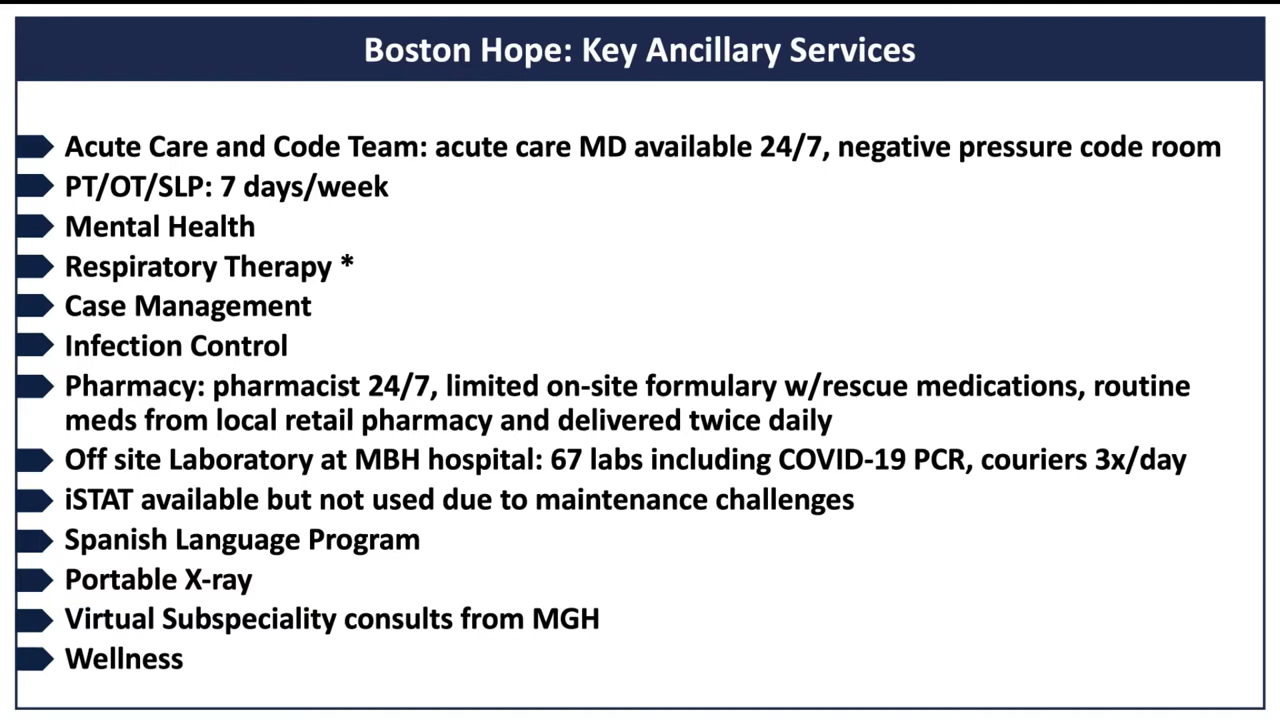 Boston Hope: Key Ancillary Services
Acute Care and Code Team: acute care MD available 24/7, negative pressure code room
PT/OT/SLP: 7 days/week
Mental Health
Respiratory Therapy *
Case Management
Infection Control
Pharmacy: pharmacist 24/7, limited on-site formulary w/rescue medications, routine
meds from local retail pharmacy and delivered twice daily
Off site Laboratory at MBH hospital: 67 labs including COVID-19 PCR, couriers 3x/day
iSTAT available but not used due to maintenance challenges
Spanish Language Program
Portable X-ray
Virtual Subspeciality consults from MGH
Wellness